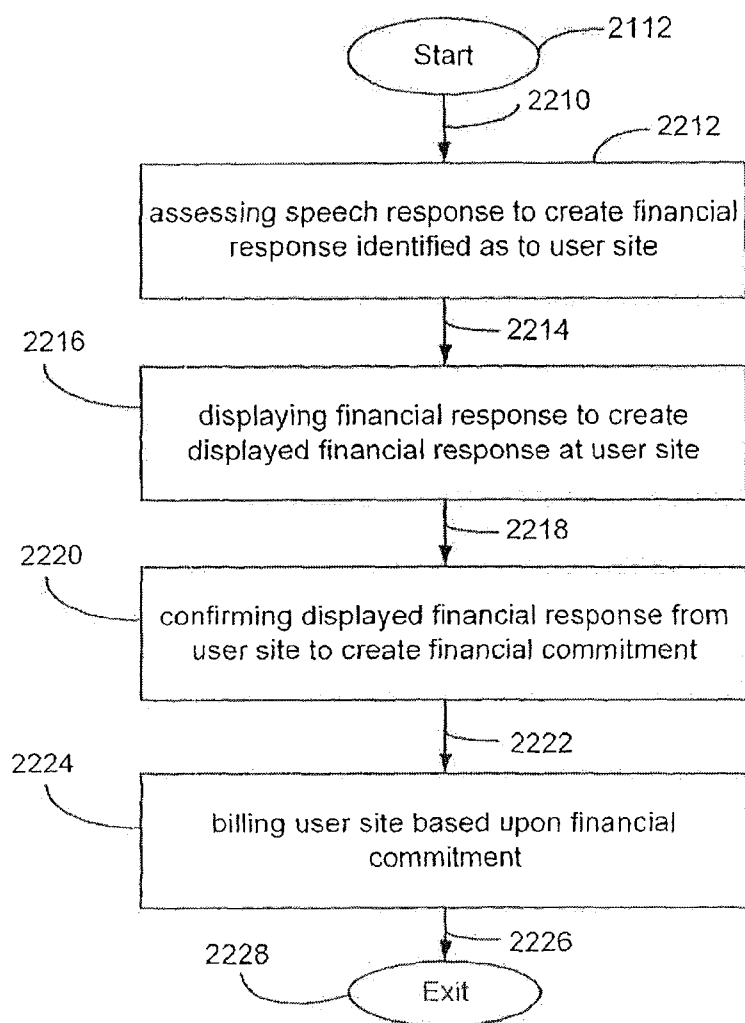 Start
2112
2210
2212
assessing speech response to create financial
response identified as to user site
2214
2216
displaying financial response to create
displayed financial response at user site
2218
2220
confirming displayed financial response from
user site to create financial commitment
2222
2224
billing user site based upon financial
commitment
2226
2228
Exit